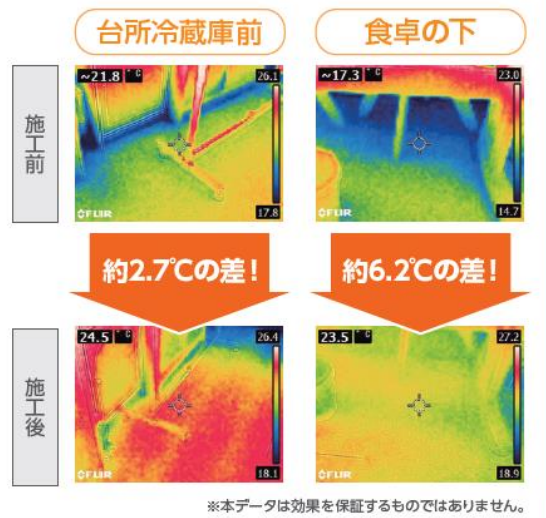 台所冷蔵庫前
食卓の下
施工前
~21.8 °C
26.1
17.8
◇FLIR
~17.3 °C
23.0
14.7
◇FLIR
約2.7℃の差!
約6.2℃の差!
施工後
24.5 °C
26.4
18.1
◇FLIR
23.5 °C
27.2
18.9
◇FLIR
※本データは効果を保証するものではありません。